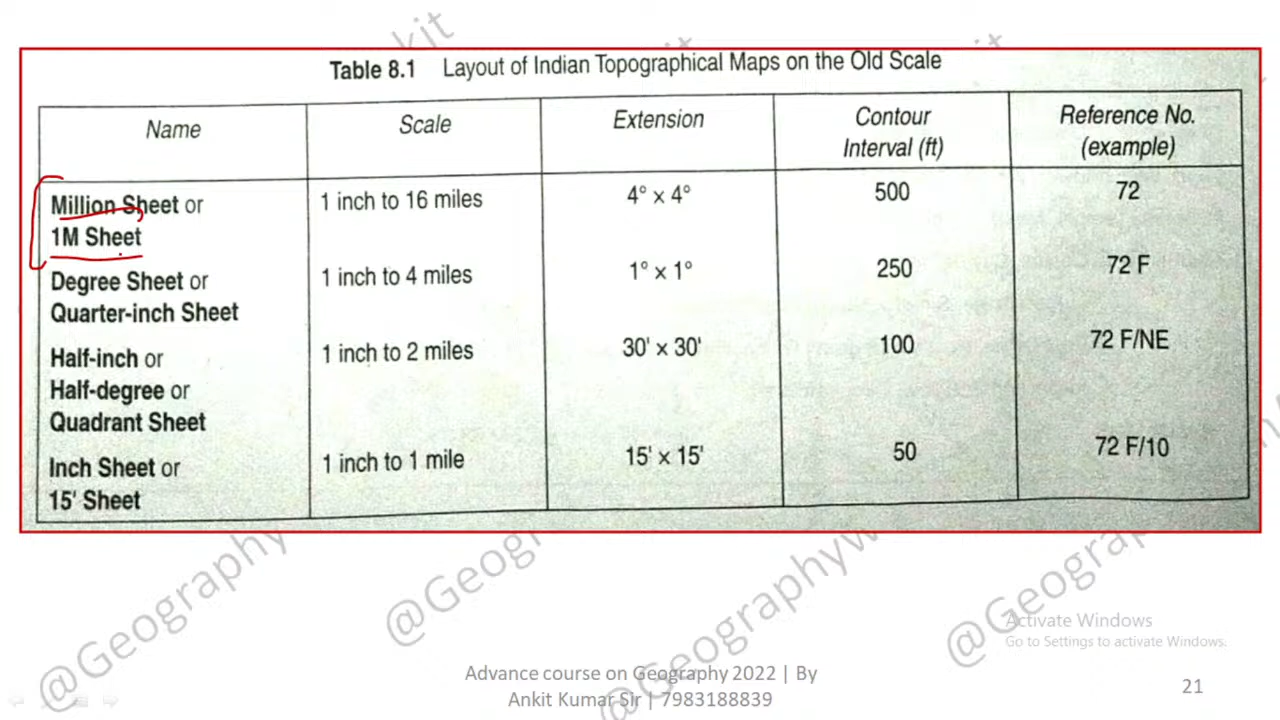 kit
Table 8.1 Layout of Indian Topographical Maps on the Old Scale
Name Scale Extension Contour Interval (ft) Reference No. (example)
Million Sheet or 1 inch to 16 miles 4° × 4° 500 72
1M Sheet
Degree Sheet or 1 inch to 4 miles 1° × 1° 250 72 F
Quarter-inch Sheet
Half-inch or 1 inch to 2 miles 30' × 30' 100 72 F/NE
Half-degree or
Quadrant Sheet
Inch Sheet or 1 inch to 1 mile 15' × 15' 50 72 F/10
15' Sheet
@Geography
@Geography
@Geographyw
@Geography
Activate Windows
Go to Settings to activate Windows.
Advance course on Geography 2022 | By
Ankit Kumar Sir | 7983188839
21